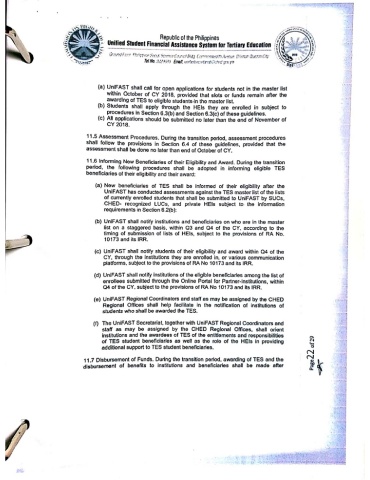 Republic of the Philippines
Unified Student Financial Assistance System for Tertiary Education
(a) UniFAST shall call for open applications for students not in the master list
within October of CY 2018, provided that slots or funds remain after the
awarding of TES to eligible students in the master list.
(b) Students shall apply through the HEIs they are enrolled in subject to
procedures in Section 6.3(b) and Section 6.3(c) of these guidelines.
(c) All applications should be submitted no later than the end of November of
CY 2018.
11.5 Assessment Procedures. During the transition period, assessment procedures
shall follow the provisions in Section 6.4 of these guidelines, provided that the
assessment shall be done no later than end of October of CY.
11.6 Informing New Beneficiaries of their Eligibility and Award. During the transition
period, the following procedures shall be adopted in informing eligible TES
beneficiaries of their eligibility and their award:
(a) New beneficiaries of TES shall be informed of their eligibility after the
UniFAST has conducted assessments against the TES master list of the lists
of currently enrolled students that shall be submitted to UniFAST by SUCs,
CHED- recognized LUCs, and private HEIs subject to the information
requirements in Section 6.2(b):
(b) UniFAST shall notify institutions and beneficiaries on who are in the master
list on a staggered basis, within Q3 and Q4 of the CY, according to the
timing of submission of lists of HEIs, subject to the provisions of RA No.
10173 and its IRR.
(c) UniFAST shall notify students of their eligibility and award within Q4 of the
CY, through the institutions they are enrolled in, or various communication
platforms, subject to the provisions of RA No 10173 and its IRR.
(d) UniFAST shall notify institutions of the eligible beneficiaries among the list of
enrollees submitted through the Online Portal for Partner-Institutions, within
Q4 of the CY, subject to the provisions of RA No 10173 and its IRR.
(e) UniFAST Regional Coordinators and staff as may be assigned by the CHED
Regional Offices shall help facilitate in the notification of institutions of
students who shall be awarded the TES.
(f) The UniFAST Secretariat, together with UniFAST Regional Coordinators and
staff as may be assigned by the CHED Regional Offices, shall orient
institutions and the awardees of TES of the entitlements and responsibilities
of TES student beneficiaries as well as the role of the HEIs in providing
additional support to TES student beneficiaries.
11.7 Disbursement of Funds. During the transition period, awarding of TES and the
disbursement of benefits to institutions and beneficiaries shall be made after
Page 22 of 29